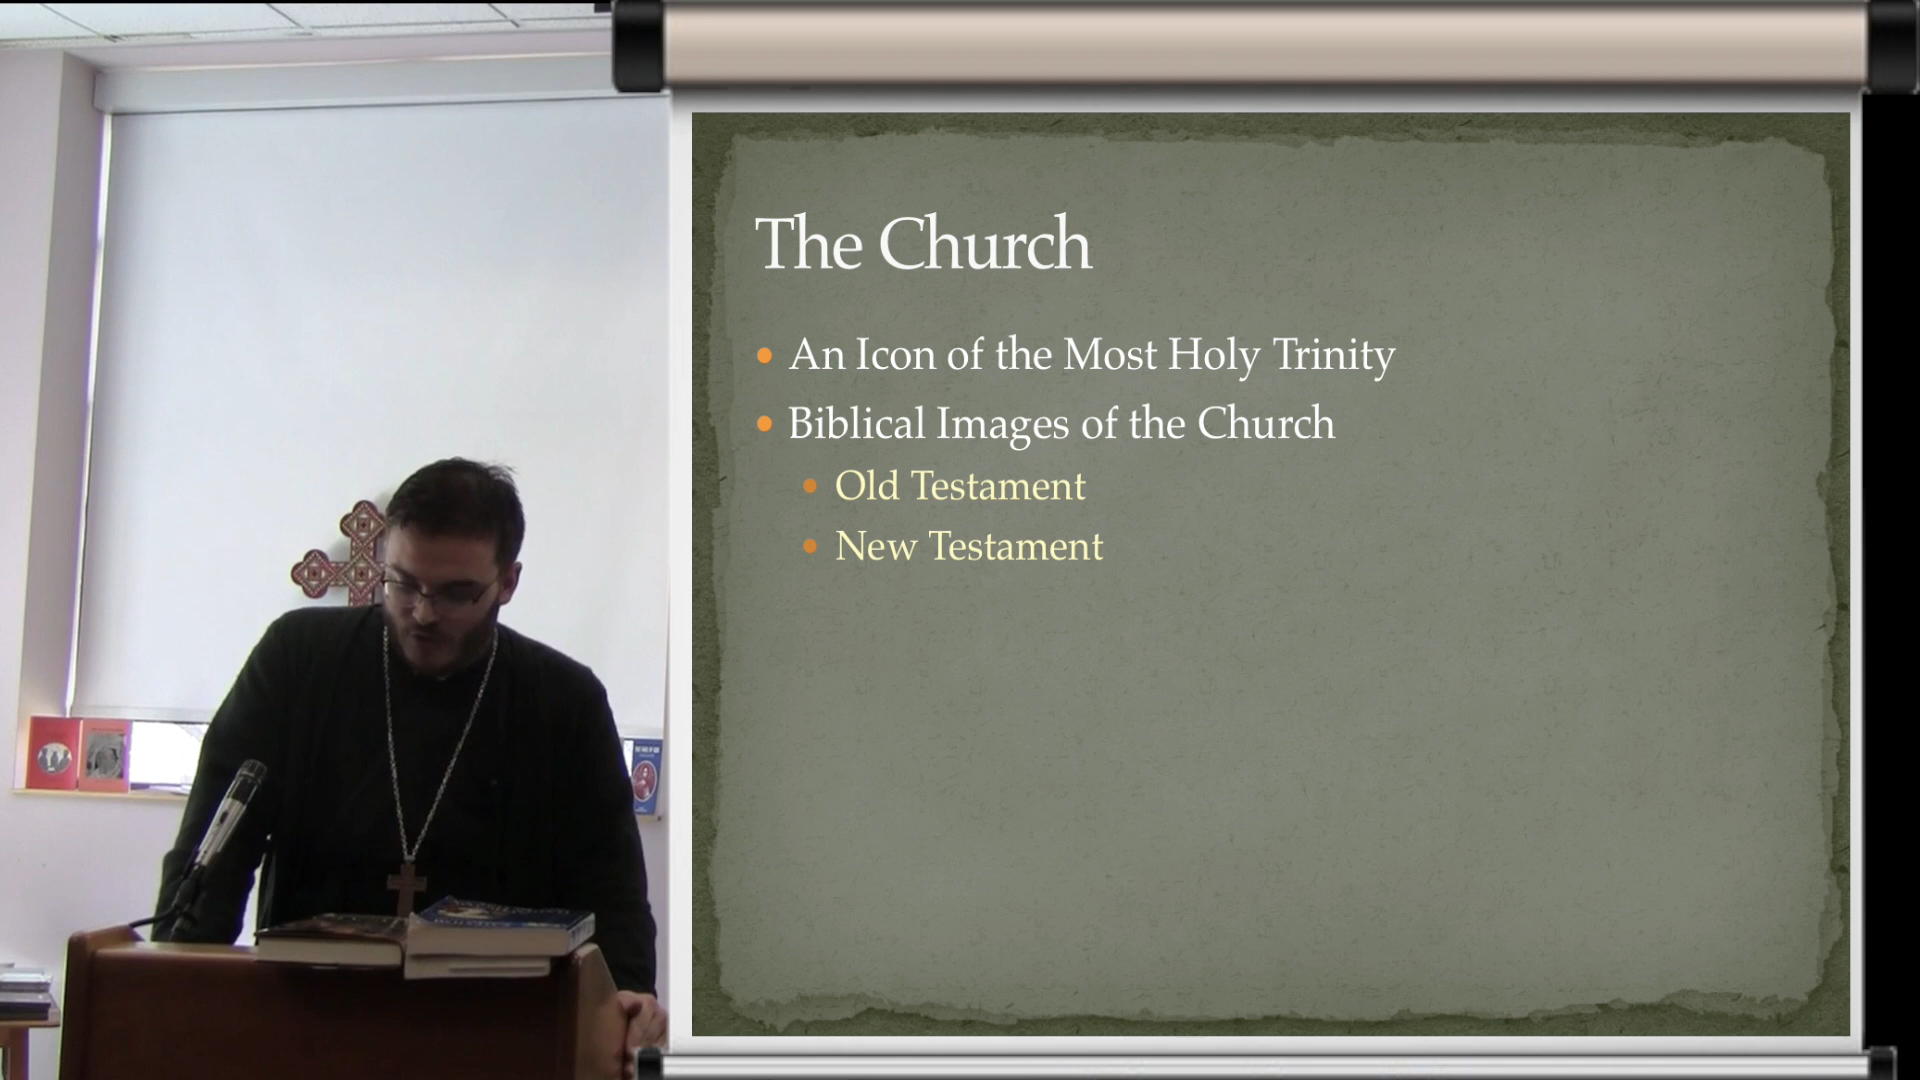 The Church
An Icon of the Most Holy Trinity
Biblical Images of the Church
Old Testament
New Testament